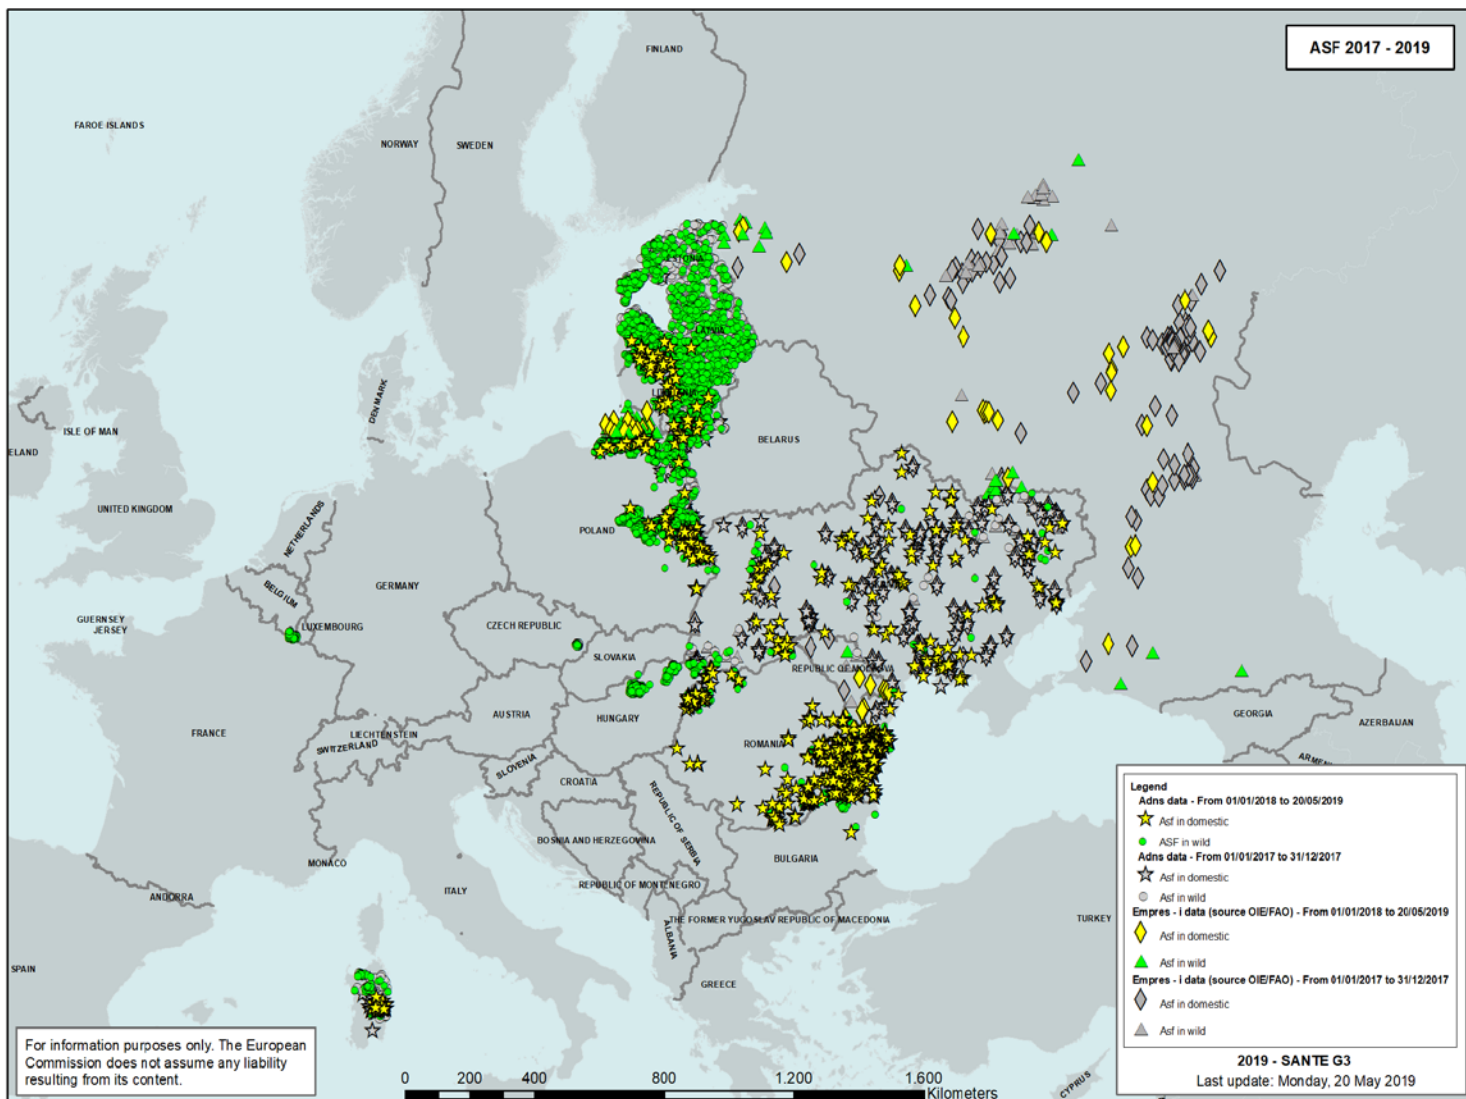 ASF 2017 - 2019
FINLAND
FAROE ISLANDS
NORWAY
SWEDEN
ESTONIA
LATVIA
DENMARK
ISLE OF MAN
BELARUS
UNITED KINGDOM
NETHERLANDS
POLAND
GERMANY
BELGIUM
GUERNSEY
JERSEY
LUXEMBOURG
CZECH REPUBLIC
SLOVAKIA
REPUBLIC OF MOLDOVA
AUSTRIA
HUNGARY
FRANCE
LIECHTENSTEIN
SWITZERLAND
ROMANIA
SLOVENIA
CROATIA
GEORGIA
AZERBAIJAN
BOSNIA AND HERZEGOVINA
REPUBLIC OF SERBIA
MONACO
BULGARIA
ITALY
REPUBLIC OF MONTENEGRO
ANDORRA
THE FORMER YUGOSLAV REPUBLIC OF MACEDONIA
ALBANIA
TURKEY
SPAIN
GREECE
CYPRUS
Legend
Adns data - From 01/01/2018 to 20/05/2019
Asf in domestic
ASF in wild
Adns data - From 01/01/2017 to 31/12/2017
Asf in domestic
Asf in wild
Empres - i data (source OIE/FAO) - From 01/01/2018 to 20/05/2019
Asf in domestic
Asf in wild
Empres - i data (source OIE/FAO) - From 01/01/2017 to 31/12/2017
Asf in domestic
Asf in wild
2019 - SANTE G3
Last update: Monday, 20 May 2019
For information purposes only. The European
Commission does not assume any liability
resulting from its content.
0 400 800 1.200 1.600
Kilometers